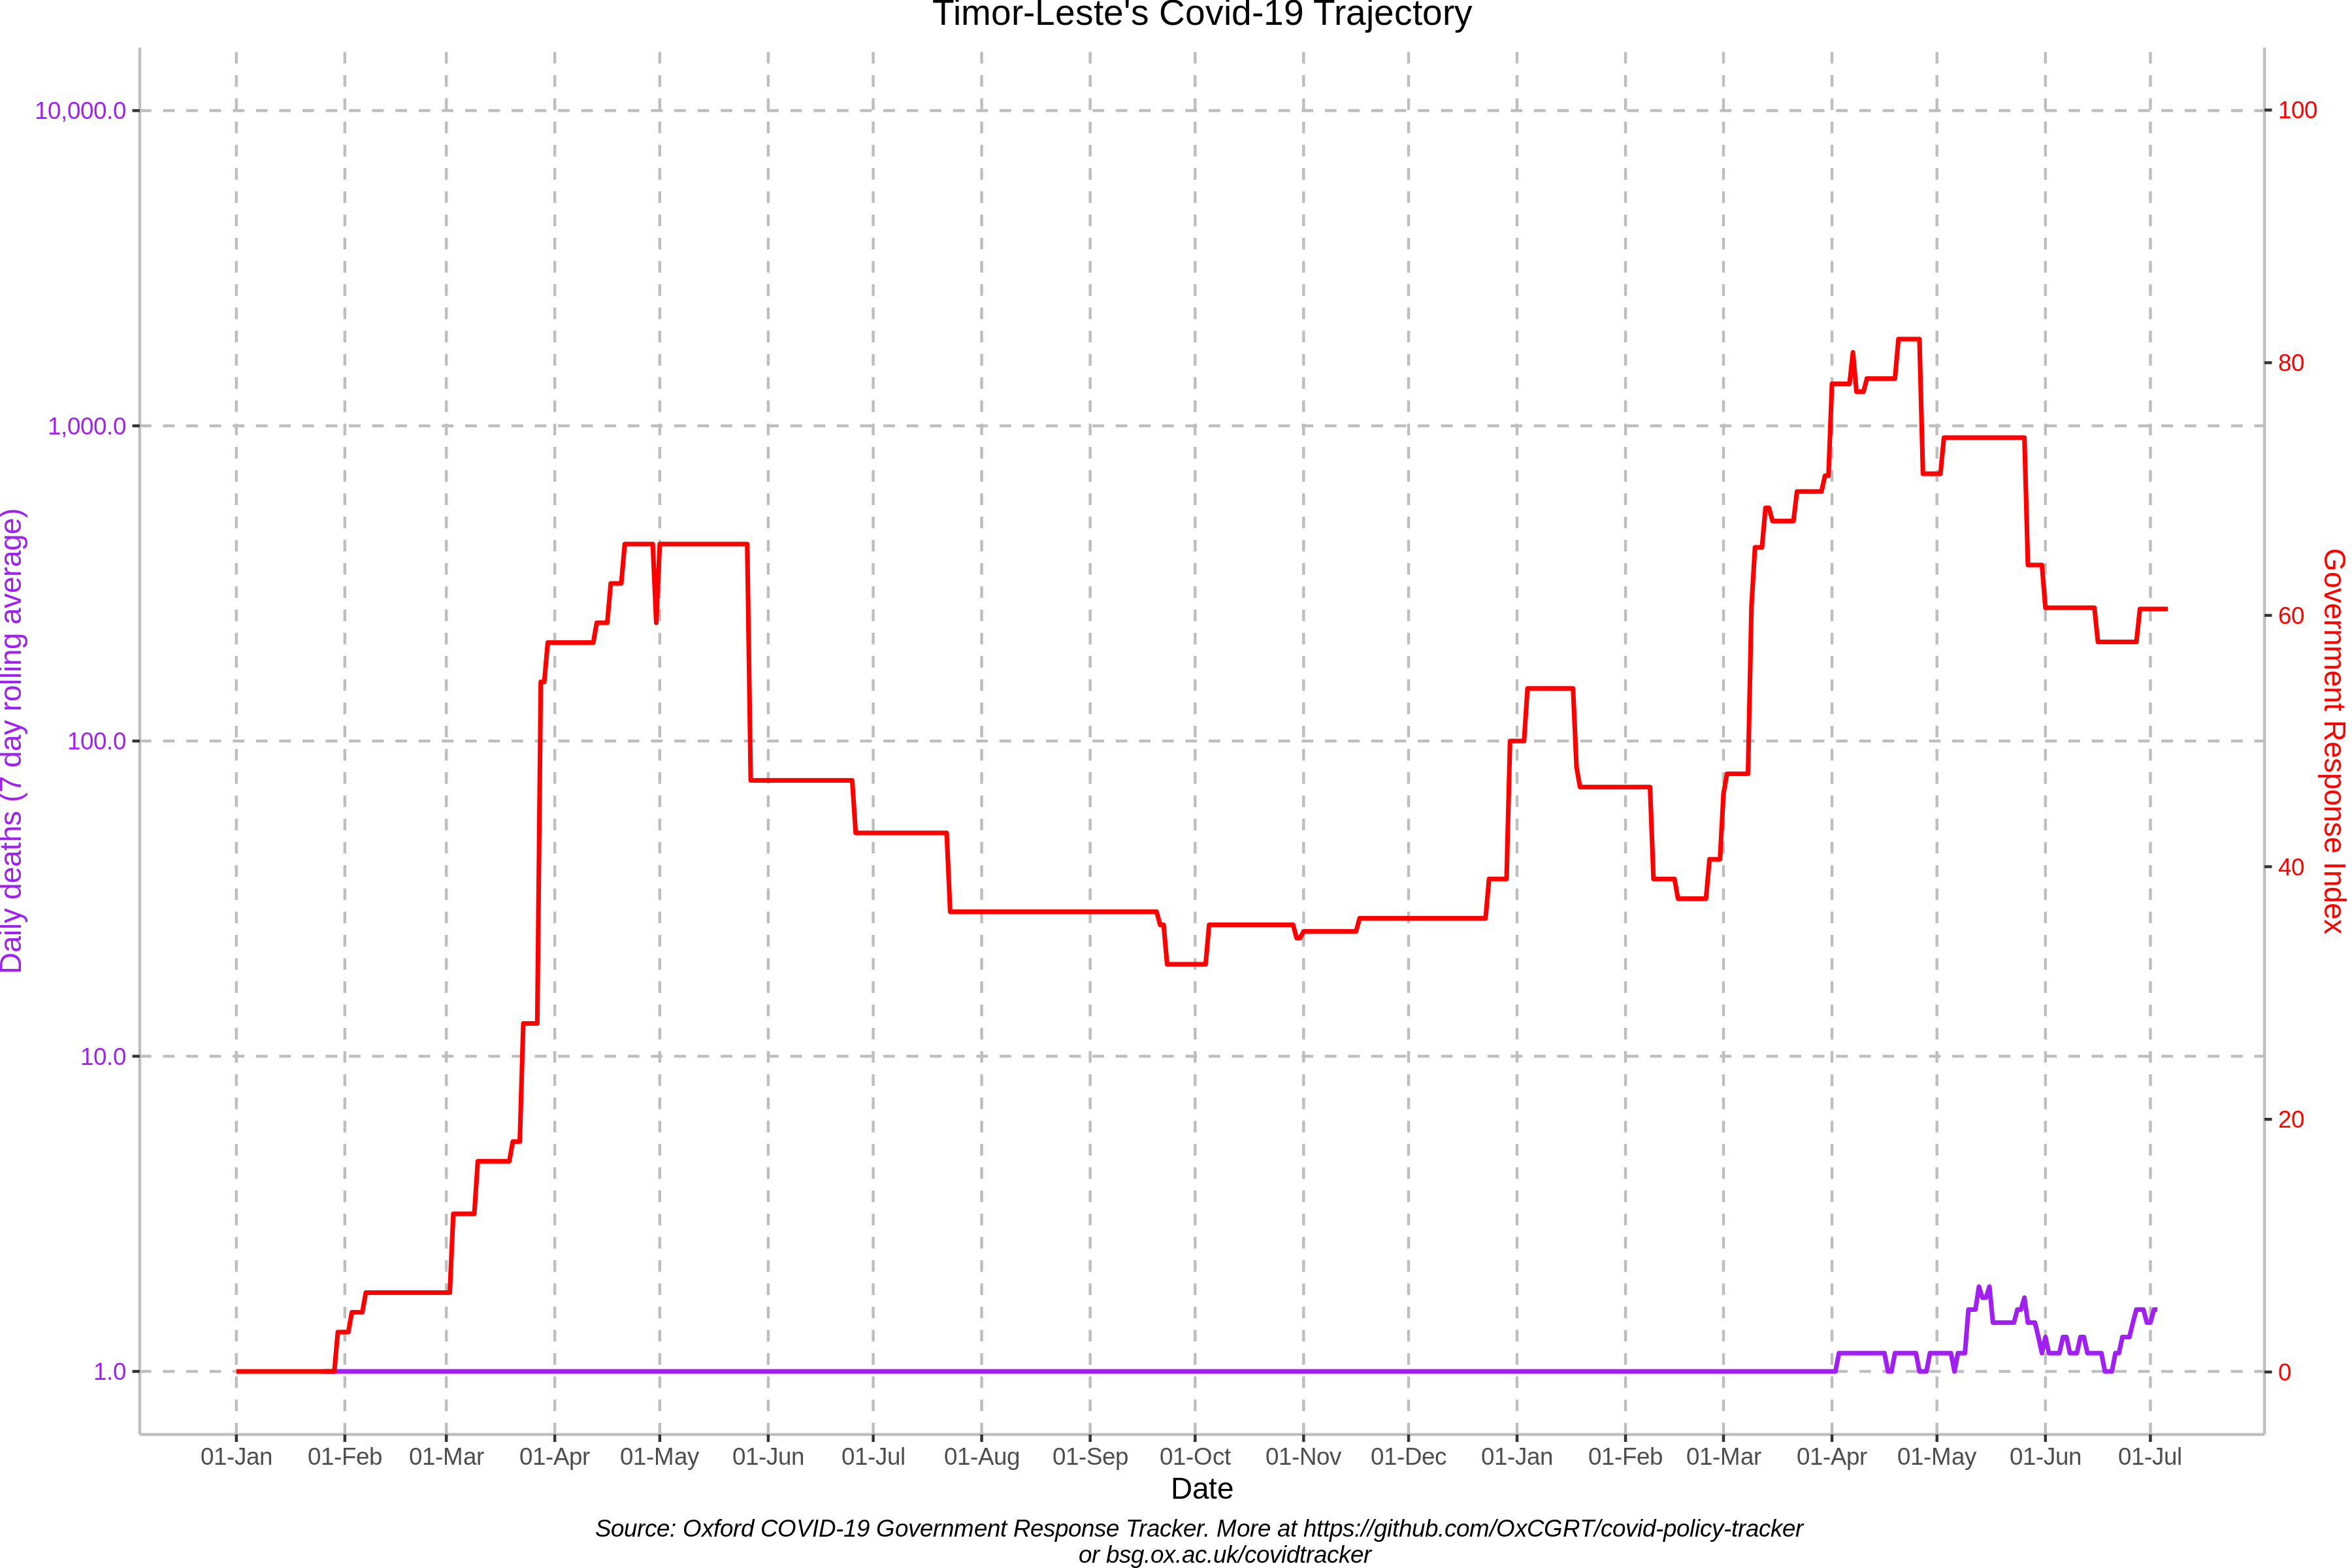 Timor-Leste's Covid-19 Trajectory
10,000.0
1,000.0
100.0
10.0
1.0
Daily deaths (7 day rolling average)
100
80
60
40
20
0
Government Response Index
01-Jan 01-Feb 01-Mar 01-Apr 01-May 01-Jun 01-Jul 01-Aug 01-Sep 01-Oct 01-Nov 01-Dec 01-Jan 01-Feb 01-Mar 01-Apr 01-May 01-Jun 01-Jul
Date
Source: Oxford COVID-19 Government Response Tracker. More at https://github.com/OxCGRT/covid-policy-tracker
or bsg.ox.ac.uk/covidtracker